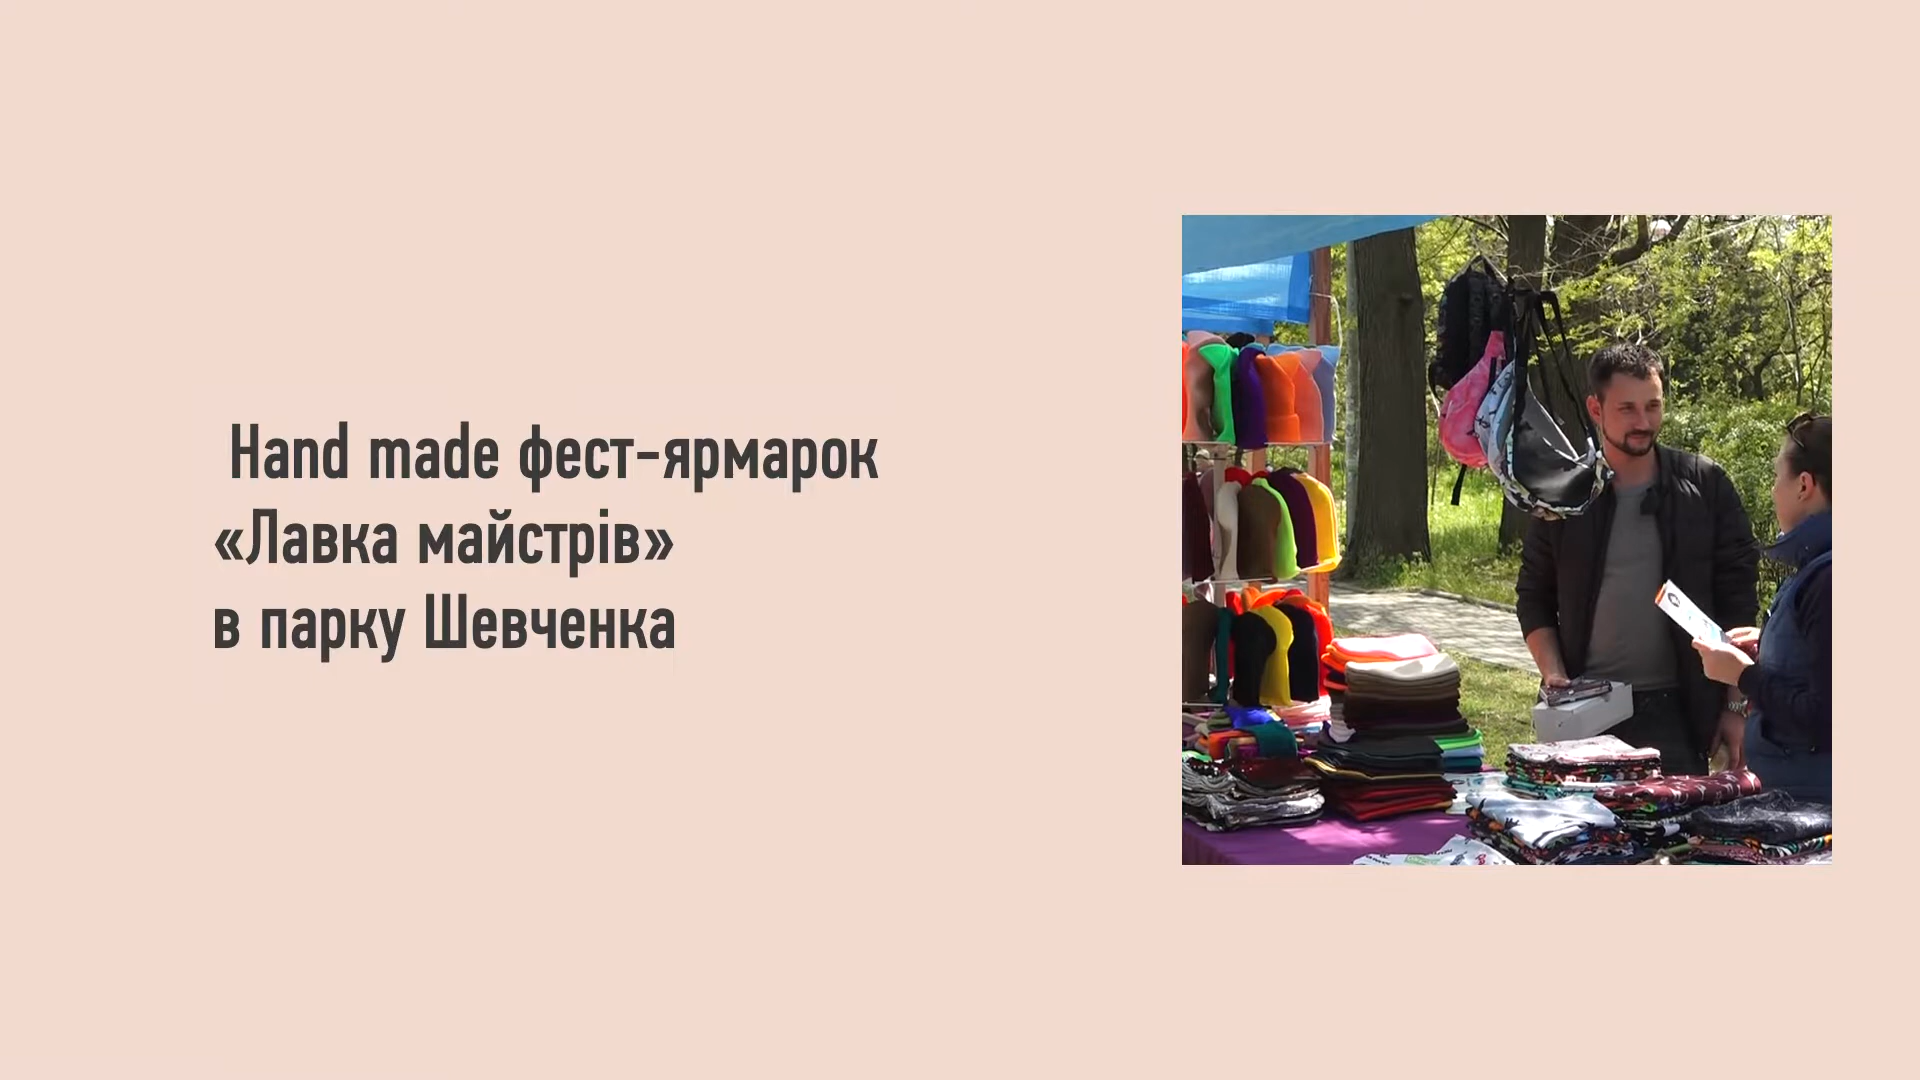 Hand made фест-ярмарок
«Лавка майстрів»
в парку Шевченка